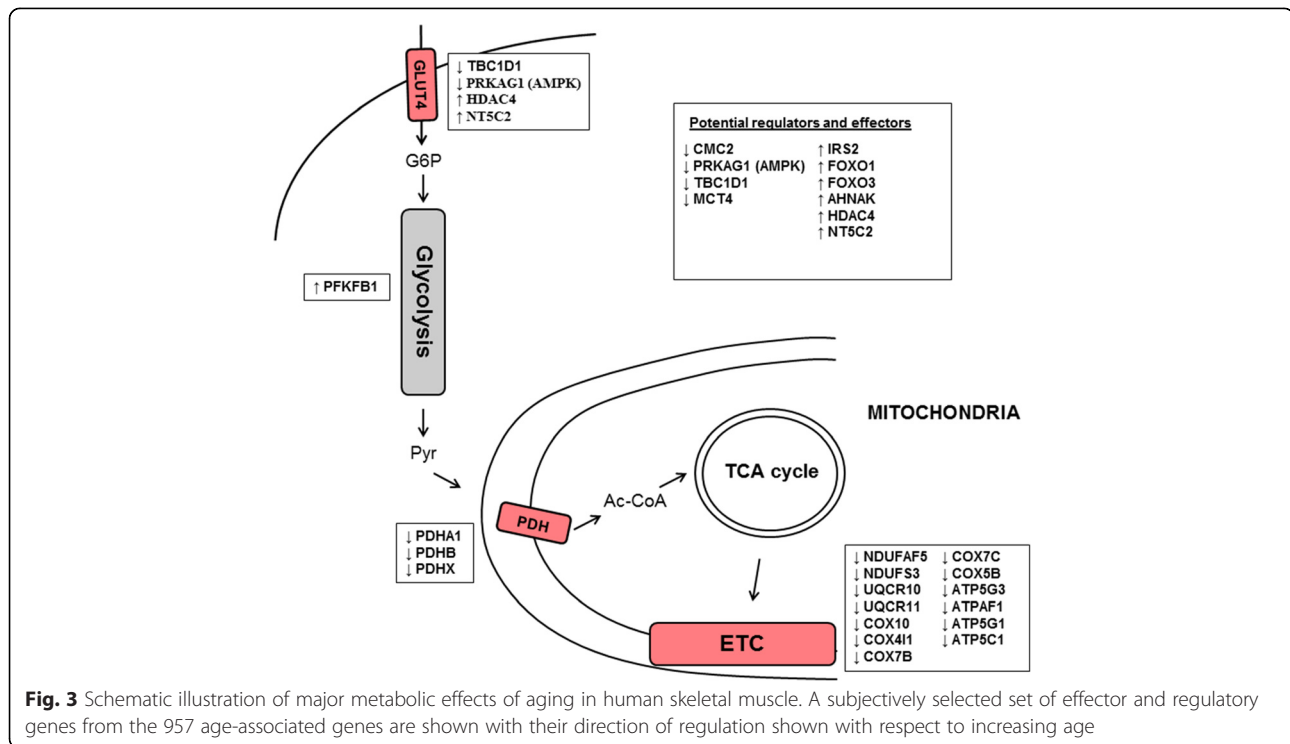 GLUT4
↓ TBC1D1
↓ PRKAG1 (AMPK)
↑ HDAC4
↑ NT5C2
G6P
Glycolysis
↑ PFKFB1
Pyr
Potential regulators and effectors
↓ CMC2
↓ PRKAG1 (AMPK)
↓ TBC1D1
↓ MCT4
↑ IRS2
↑ FOXO1
↑ FOXO3
↑ AHNAK
↑ HDAC4
↑ NT5C2
MITOCHONDRIA
TCA cycle
Ac-CoA
PDH
↓ PDHA1
↓ PDHB
↓ PDHX
ETC
↓ NDUFAF5
↓ NDUFS3
↓ UQCR10
↓ UQCR11
↓ COX10
↓ COX4I1
↓ COX7B
↓ COX7C
↓ COX5B
↓ ATP5G3
↓ ATPAF1
↓ ATP5G1
↓ ATP5C1
Fig. 3 Schematic illustration of major metabolic effects of aging in human skeletal muscle. A subjectively selected set of effector and regulatory
genes from the 957 age-associated genes are shown with their direction of regulation shown with respect to increasing age